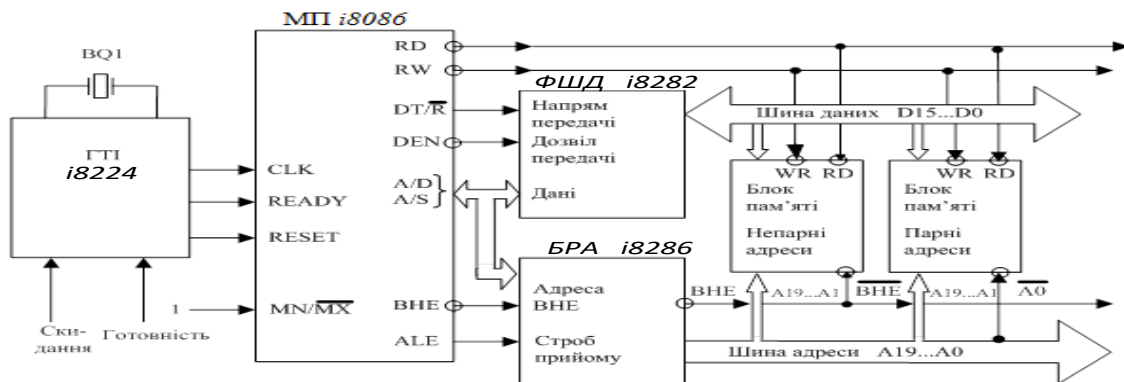 МП i8086
BQ1
ГТІ
i8224
Ски-
дання
Готовність
1
CLK
READY
RESET
MN/MX
RD
RW
DT/R
DEN
A/D
A/S
BHE
ALE
ФШД i8282
Напрям
передачі
Дозвіл
передачі
Дані
БРА i8286
Адреса
BHE
Строб
прийому
Шина даних D15...D0
WR RD
Блок
пам’яті
Непарні
адреси
WR RD
Блок
пам’яті
Парні
адреси
BHE
A19...A1
BHE
A19...A1
A0
Шина адреси A19...A0